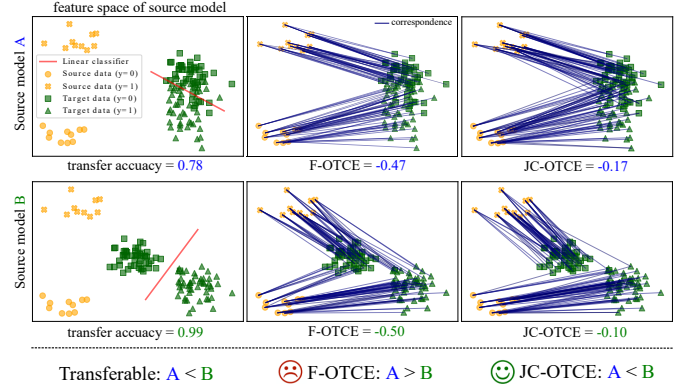 feature space of source model
Source model A
Linear classifier
Source data (y=0)
Source data (y=1)
Target data (y=0)
Target data (y=1)
correspondence
transfer accuacy = 0.78
F-OTCE = -0.47
JC-OTCE = -0.17
Source model B
transfer accuacy = 0.99
F-OTCE = -0.50
JC-OTCE = -0.10
Transferable: A < B
F-OTCE: A > B
JC-OTCE: A < B